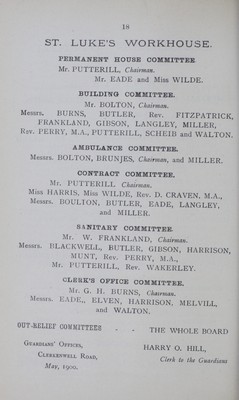 18
ST. LUKE'S WORKHOUSE.
PERMANENT HOUSE COMMITTEE
Mr. PUTTERILL, Chairman.
Mr. EADE and Miss WILDE.
BUILDING COMMITTEE.
Mr. BOLTON, Chairman.
Messrs. BURNS, BUTLER, Rev. FITZPATRICK,
FRANKLAND, GIBSON, LANGLEY, MILLER,
Rev. PERRY, M.A., PUTTERILL, SCHEIB and WALTON.
AMBULANCE COMMITTEE.
Messrs. BOLTON, BRUNJES, Chairman, and MILLER.
CONTRACT COMMITTEE.
Mr. PUTTERILL Chairman.
Miss HARRIS, Miss WILDE, Rev. D. CRAVEN, M.A.,
Messrs. BOULTON, BUTLER, EADE, LANGLEY,
and MILLER.
SANITARY COMMITTEE.
Mr. W. FRANKLAND, Chairman.
Messrs. BLACKWELL, BUTLER, GIBSON, HARRISON,
MUNT, Rev. PERRY, M.A.,
Mr. PUTTERILL, Rev. WAKERLEY.
CLERK'S OFFICE COMMITTEE.
Mr. G. H. BURNS, Chairman.
Messrs. EADE, ELVEN, HARRISON, MELVILL,
and WALTON.
OUT-RELIEF COMMITTEES - - THE WHOLE BOARD
GUARDIANS' OFFICES,
CLERKENWELL ROAD,
May, 1900.
HARRY O. HILL,
Clerk to the Guardians